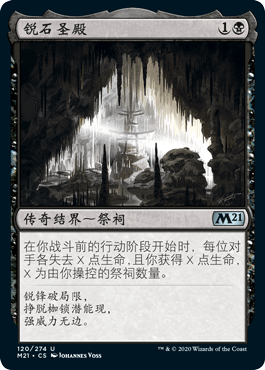 锐石圣殿 1
传奇结界～祭祠 M21
在你战斗前的行动阶段开始时，每位对
手各失去 X 点生命，且你获得 X 点生命，
X 为由你操控的祭祠数量。
锐锋破局限，
挣脱枷锁潜能现，
强威力无边。
120/274 U
M21 • CS JOHANNES VOSS ™ & © 2020 Wizards of the Coast